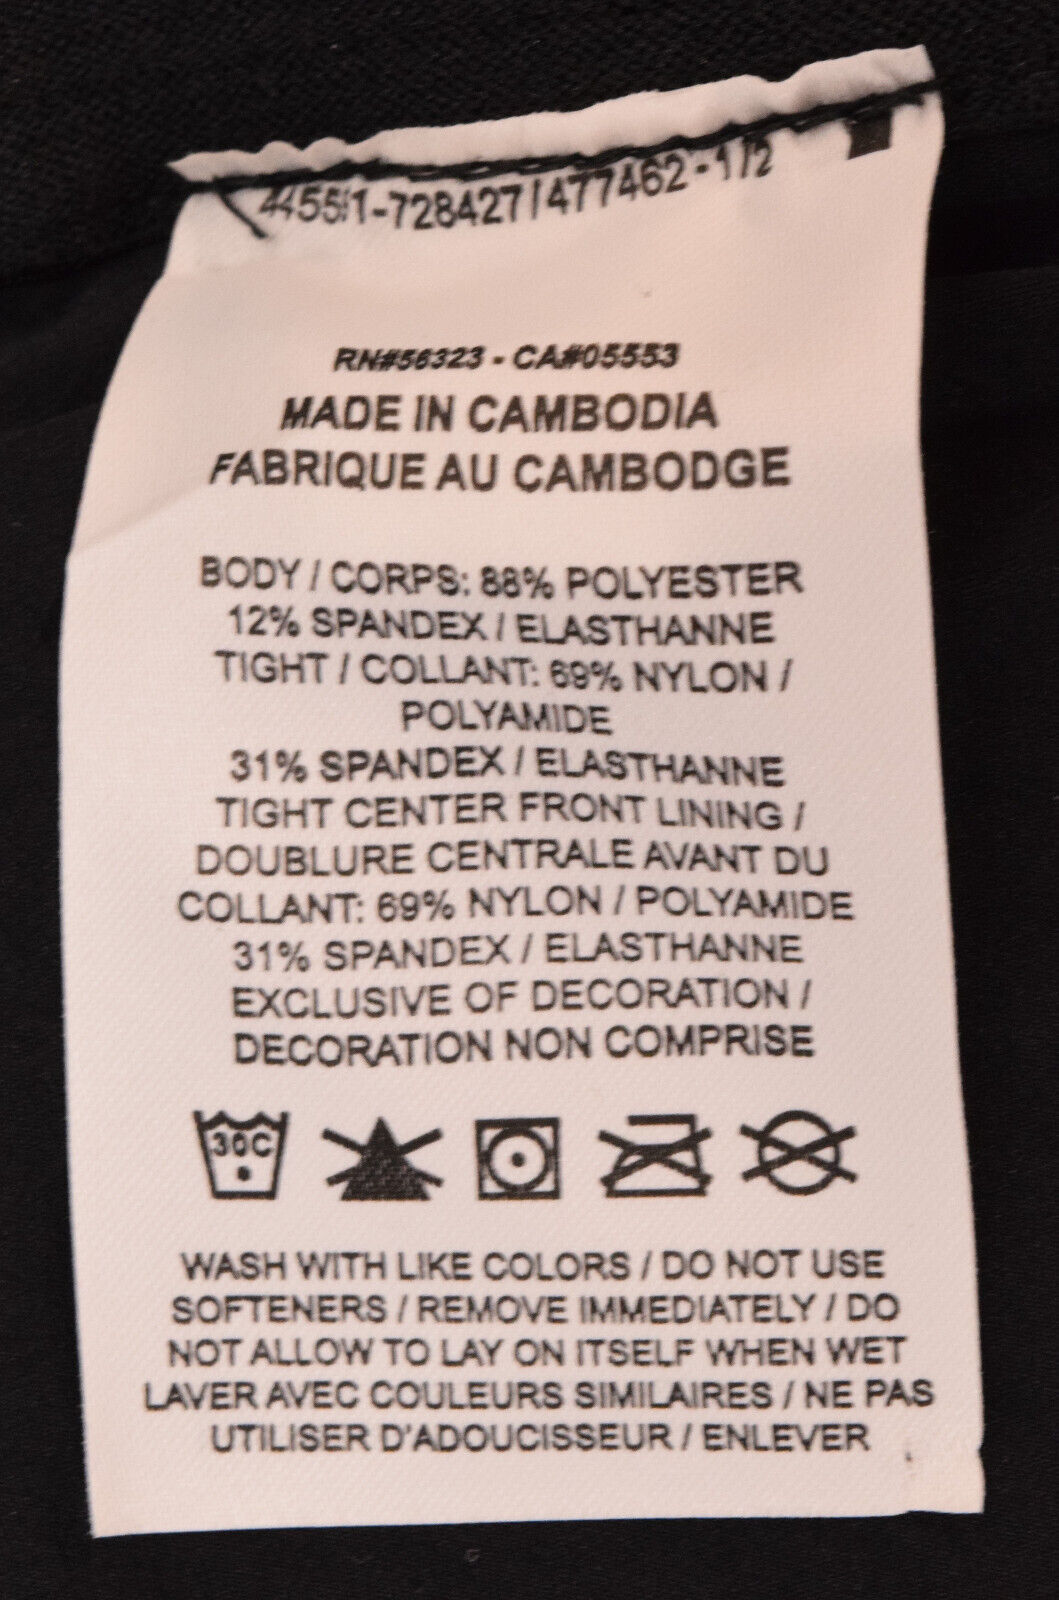 44551-728427/477462-1/2
RN#56323 - CA#05553
MADE IN CAMBODIA
FABRIQUE AU CAMBODGE
BODY / CORPS: 88% POLYESTER
12% SPANDEX / ELASTHANNE
TIGHT / COLLANT: 69% NYLON /
POLYAMIDE
31% SPANDEX / ELASTHANNE
TIGHT CENTER FRONT LINING /
DOUBLURE CENTRALE AVANT DU
COLLANT: 69% NYLON / POLYAMIDE
31% SPANDEX / ELASTHANNE
EXCLUSIVE OF DECORATION /
DECORATION NON COMPRISE
30C
WASH WITH LIKE COLORS / DO NOT USE
SOFTENERS / REMOVE IMMEDIATELY / DO
NOT ALLOW TO LAY ON ITSELF WHEN WET
LAVER AVEC COULEURS SIMILAIRES / NE PAS
UTILISER D'ADOUCISSEUR / ENLEVER